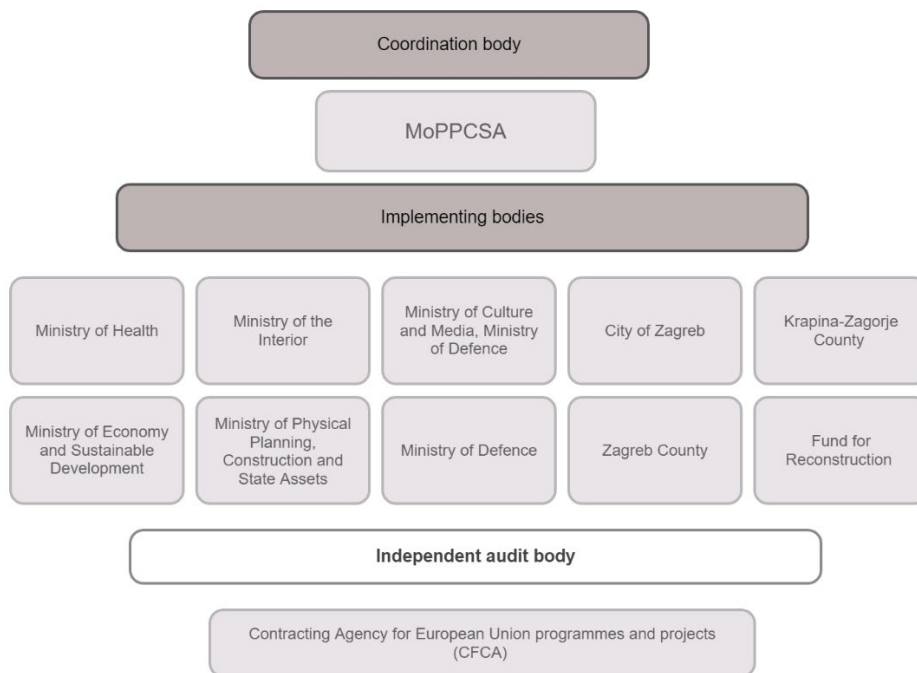 Coordination body
MoPPCSA
Implementing bodies
Ministry of Health
Ministry of the
Interior
Ministry of Culture
and Media, Ministry
of Defence
City of Zagreb
Krapina-Zagorje
County
Ministry of Economy
and Sustainable
Development
Ministry of Physical
Planning,
Construction and
State Assets
Ministry of Defence
Zagreb County
Fund for
Reconstruction
Independent audit body
Contracting Agency for European Union programmes and projects
(CFCA)